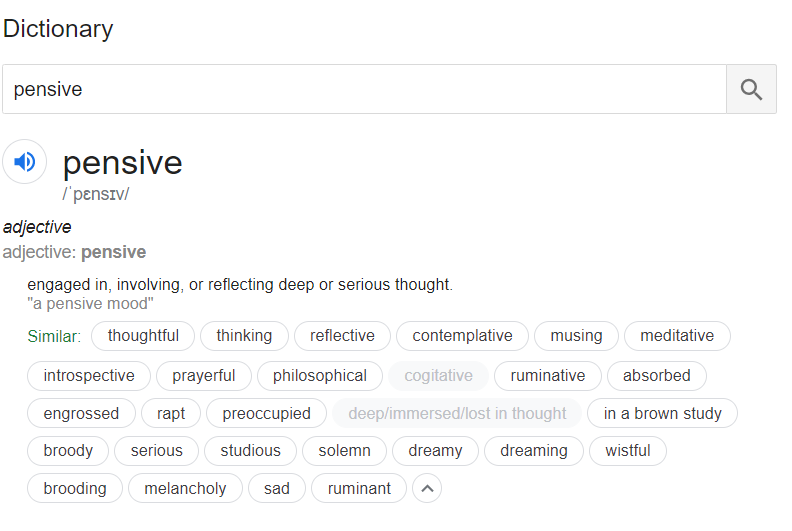 Dictionary
pensive
pensive
/ˈpɛnsɪv/
adjective
adjective: pensive
engaged in, involving, or reflecting deep or serious thought.
"a pensive mood"
Similar: thoughtful thinking reflective contemplative musing meditative
introspective prayerful philosophical cogitative ruminative absorbed
engrossed rapt preoccupied deep/immersed/lost in thought in a brown study
broody serious studious solemn dreamy dreaming wistful
brooding melancholy sad ruminant